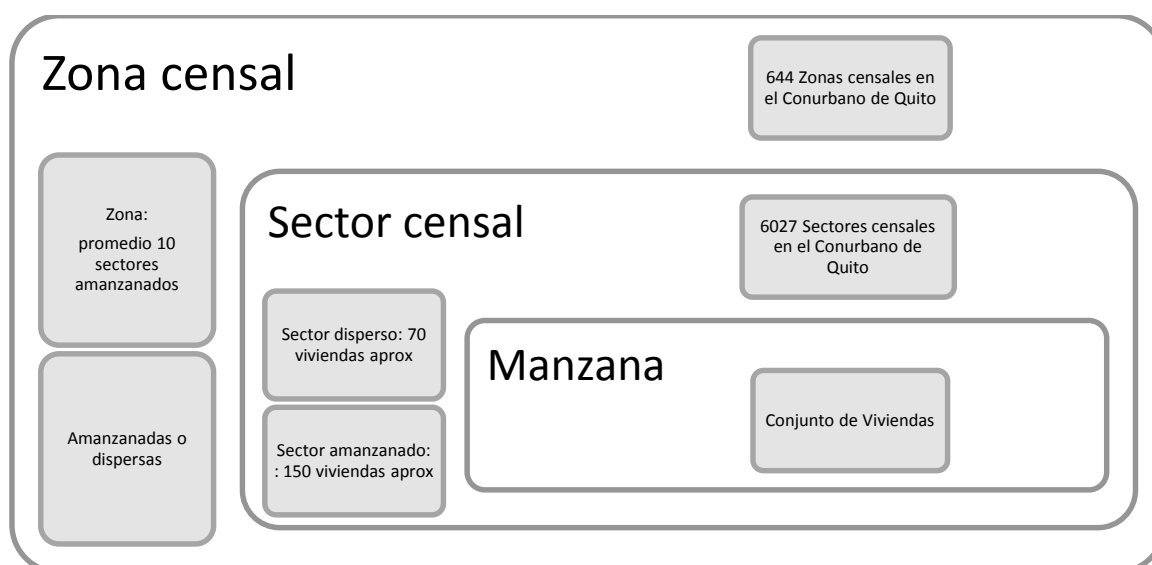 Zona censal
644 Zonas censales en
el Conurbano de Quito
Zona:
promedio 10
sectores
amanzanados
Amanzanadas o
dispersas
Sector censal
6027 Sectores censales
en el Conurbano de
Quito
Sector disperso: 70
viviendas aprox
Sector amanzanado:
: 150 viviendas aprox
Manzana
Conjunto de Viviendas